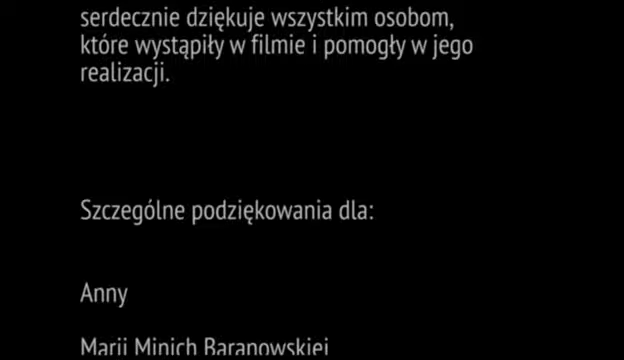 serdecznie dziękuje wszystkim osobom,
które wystąpiły w filmie i pomogły w jego
realizacji.
Szczególne podziękowania dla:
Anny
Marii Minich Baranowskiej